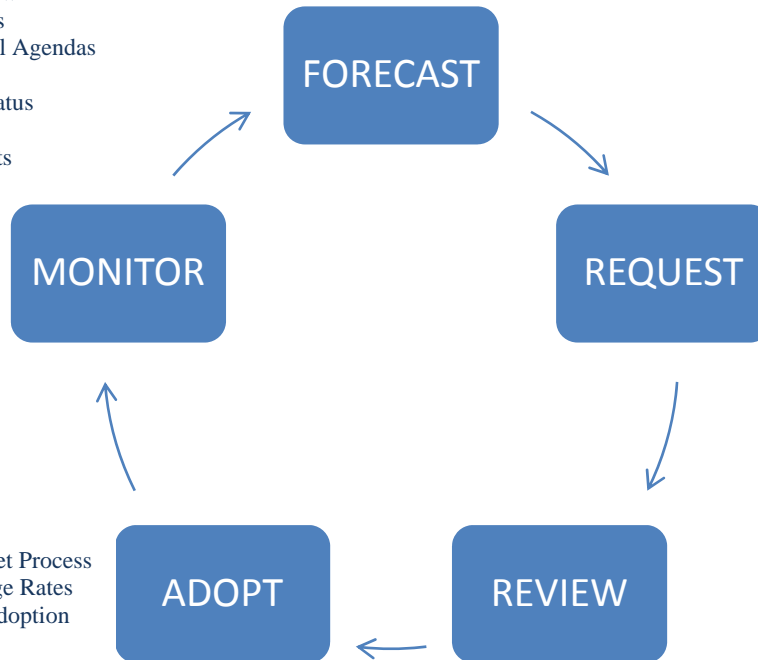 l Agendas
FORECAST
MONITOR
REQUEST
Process
Rates
ADOPT
REVIEW